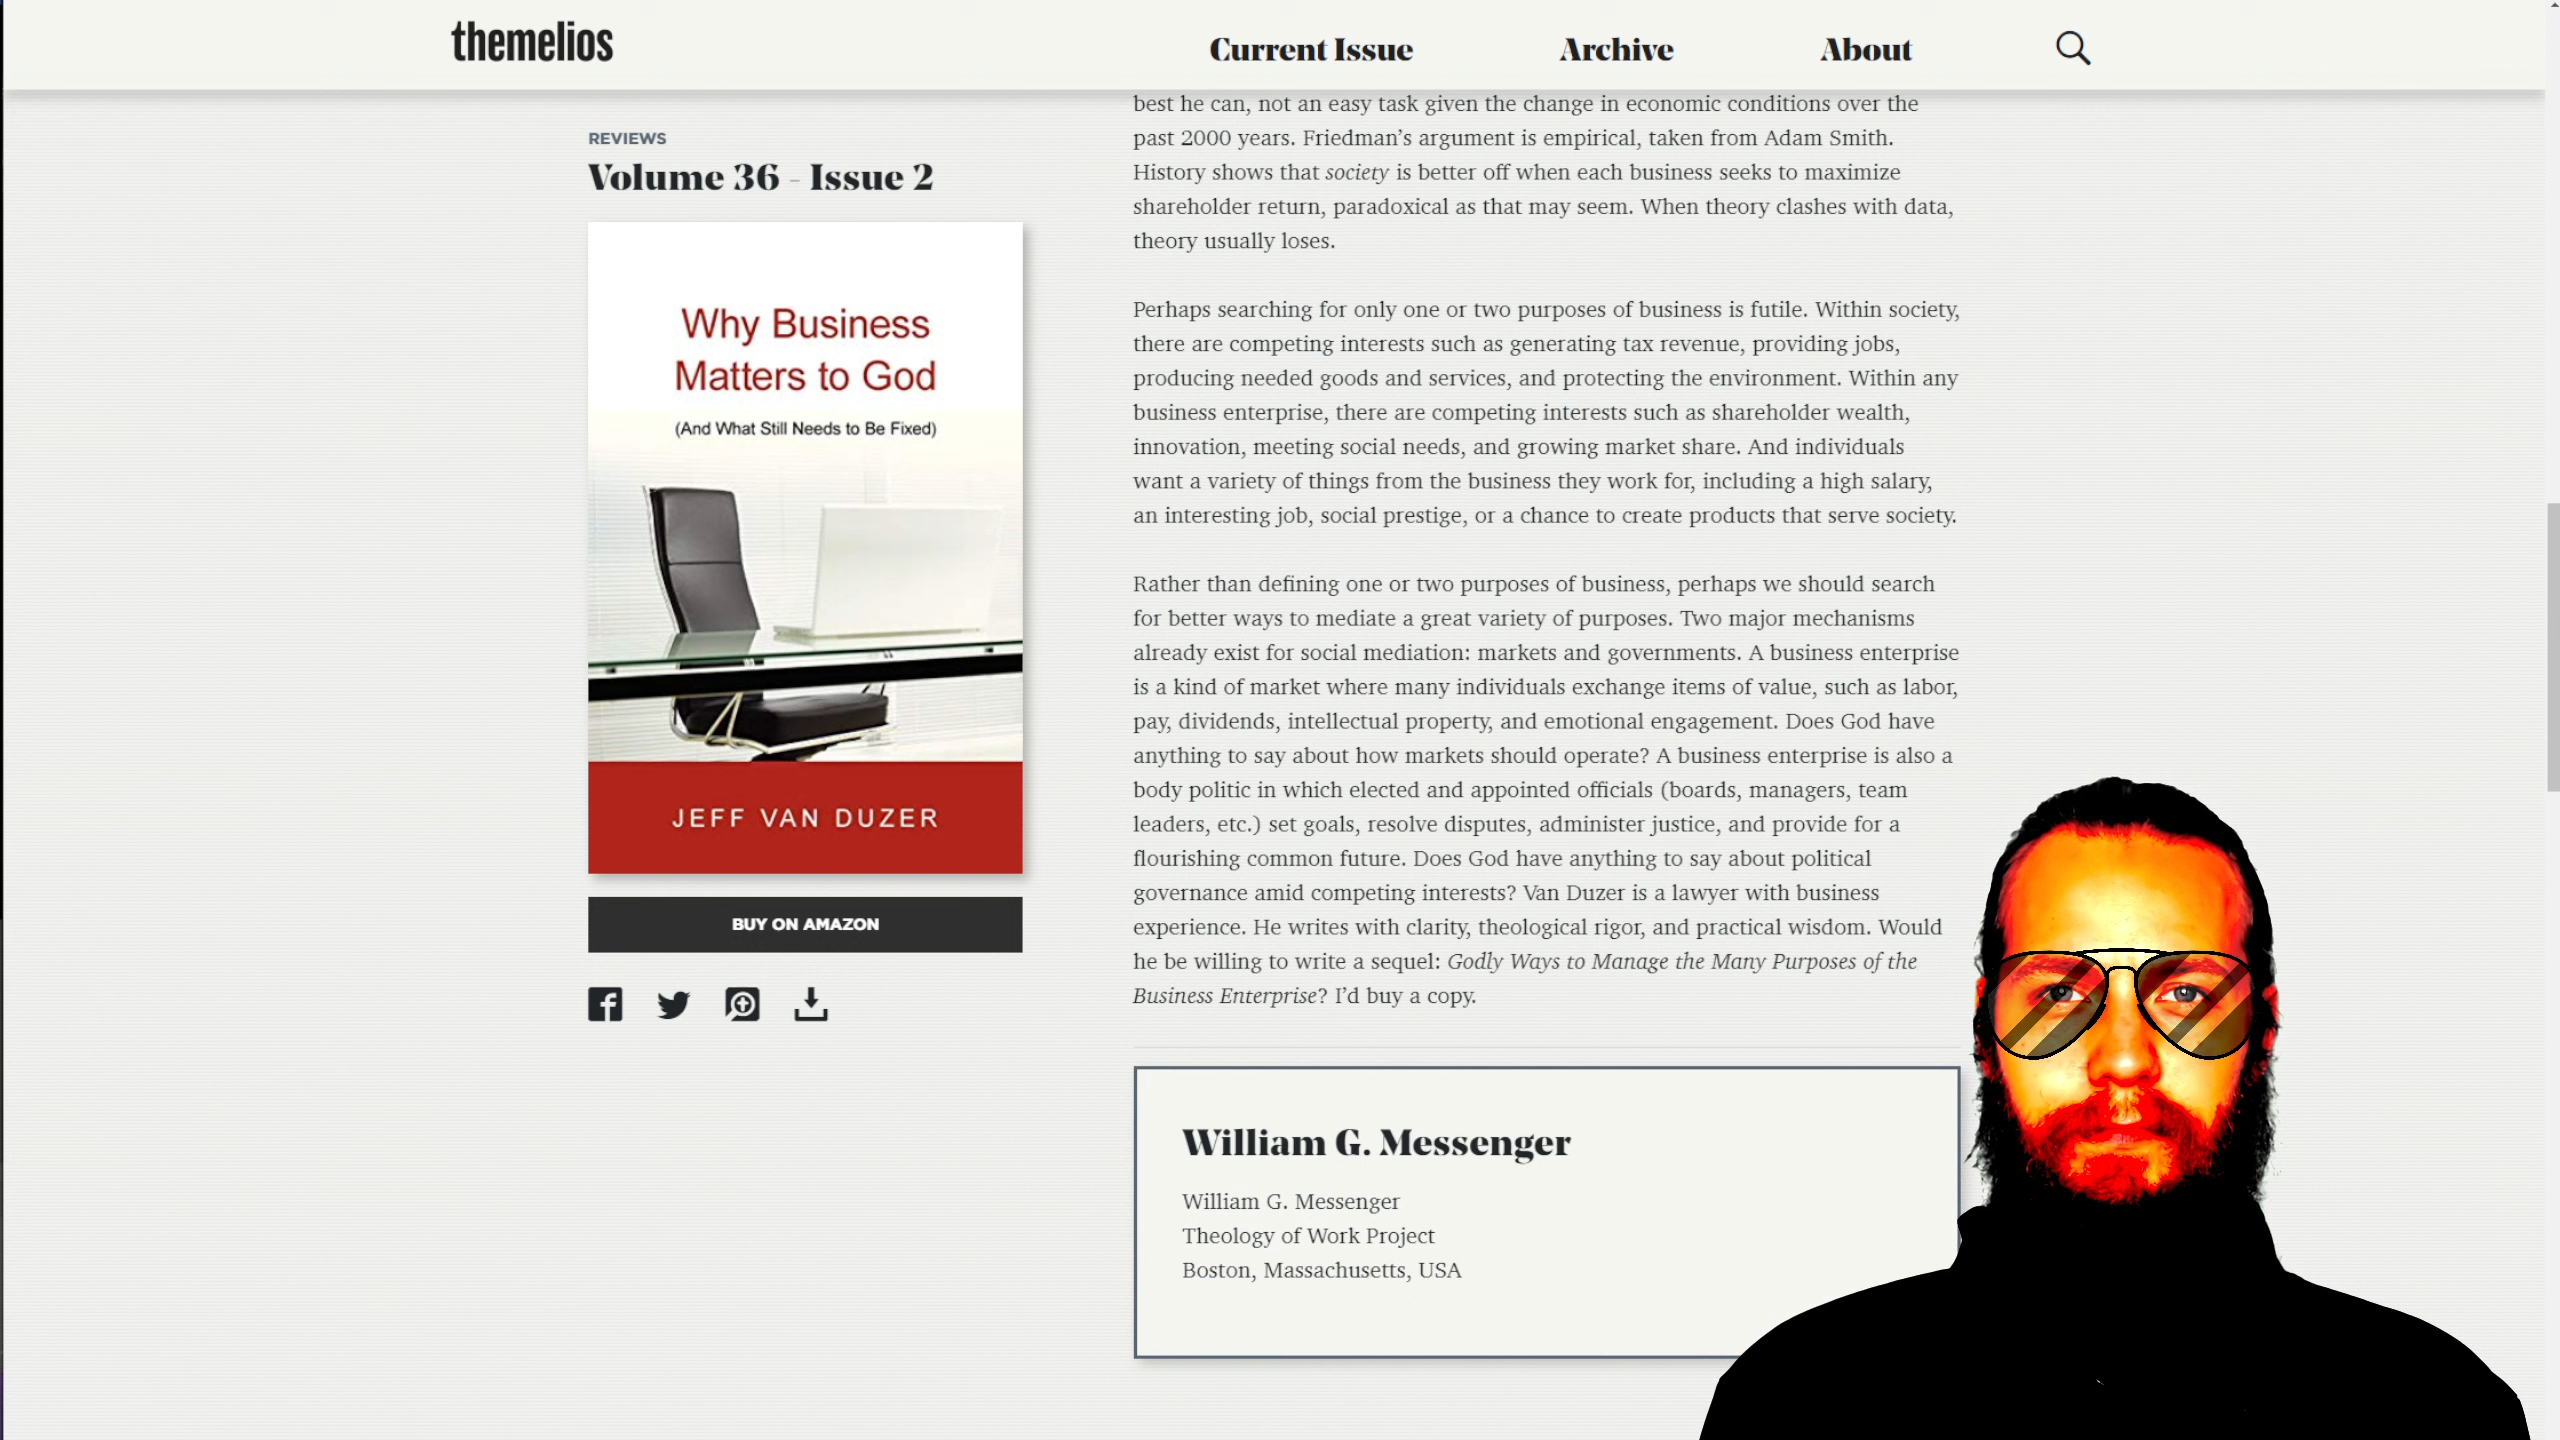 themelios
Current Issue
Archive
About
REVIEWS
Volume 36 - Issue 2
Why Business
Matters to God
(And What Still Needs to Be Fixed)
JEFF VAN DUZER
BUY ON AMAZON
best he can, not an easy task given the change in economic conditions over the
past 2000 years. Friedman’s argument is empirical, taken from Adam Smith.
History shows that society is better off when each business seeks to maximize
shareholder return, paradoxical as that may seem. When theory clashes with data,
theory usually loses.
Perhaps searching for only one or two purposes of business is futile. Within society,
there are competing interests such as generating tax revenue, providing jobs,
producing needed goods and services, and protecting the environment. Within any
business enterprise, there are competing interests such as shareholder wealth,
innovation, meeting social needs, and growing market share. And individuals
want a variety of things from the business they work for, including a high salary,
an interesting job, social prestige, or a chance to create products that serve society.
Rather than defining one or two purposes of business, perhaps we should search
for better ways to mediate a great variety of purposes. Two major mechanisms
already exist for social mediation: markets and governments. A business enterprise
is a kind of market where many individuals exchange items of value, such as labor,
pay, dividends, intellectual property, and emotional engagement. Does God have
anything to say about how markets should operate? A business enterprise is also a
body politic in which elected and appointed officials (boards, managers, team
leaders, etc.) set goals, resolve disputes, administer justice, and provide for a
flourishing common future. Does God have anything to say about political
governance amid competing interests? Van Duzer is a lawyer with business
experience. He writes with clarity, theological rigor, and practical wisdom. Would
he be willing to write a sequel: Godly Ways to Manage the Many Purposes of the
Business Enterprise? I’d buy a copy.
William G. Messenger
William G. Messenger
Theology of Work Project
Boston, Massachusetts, USA